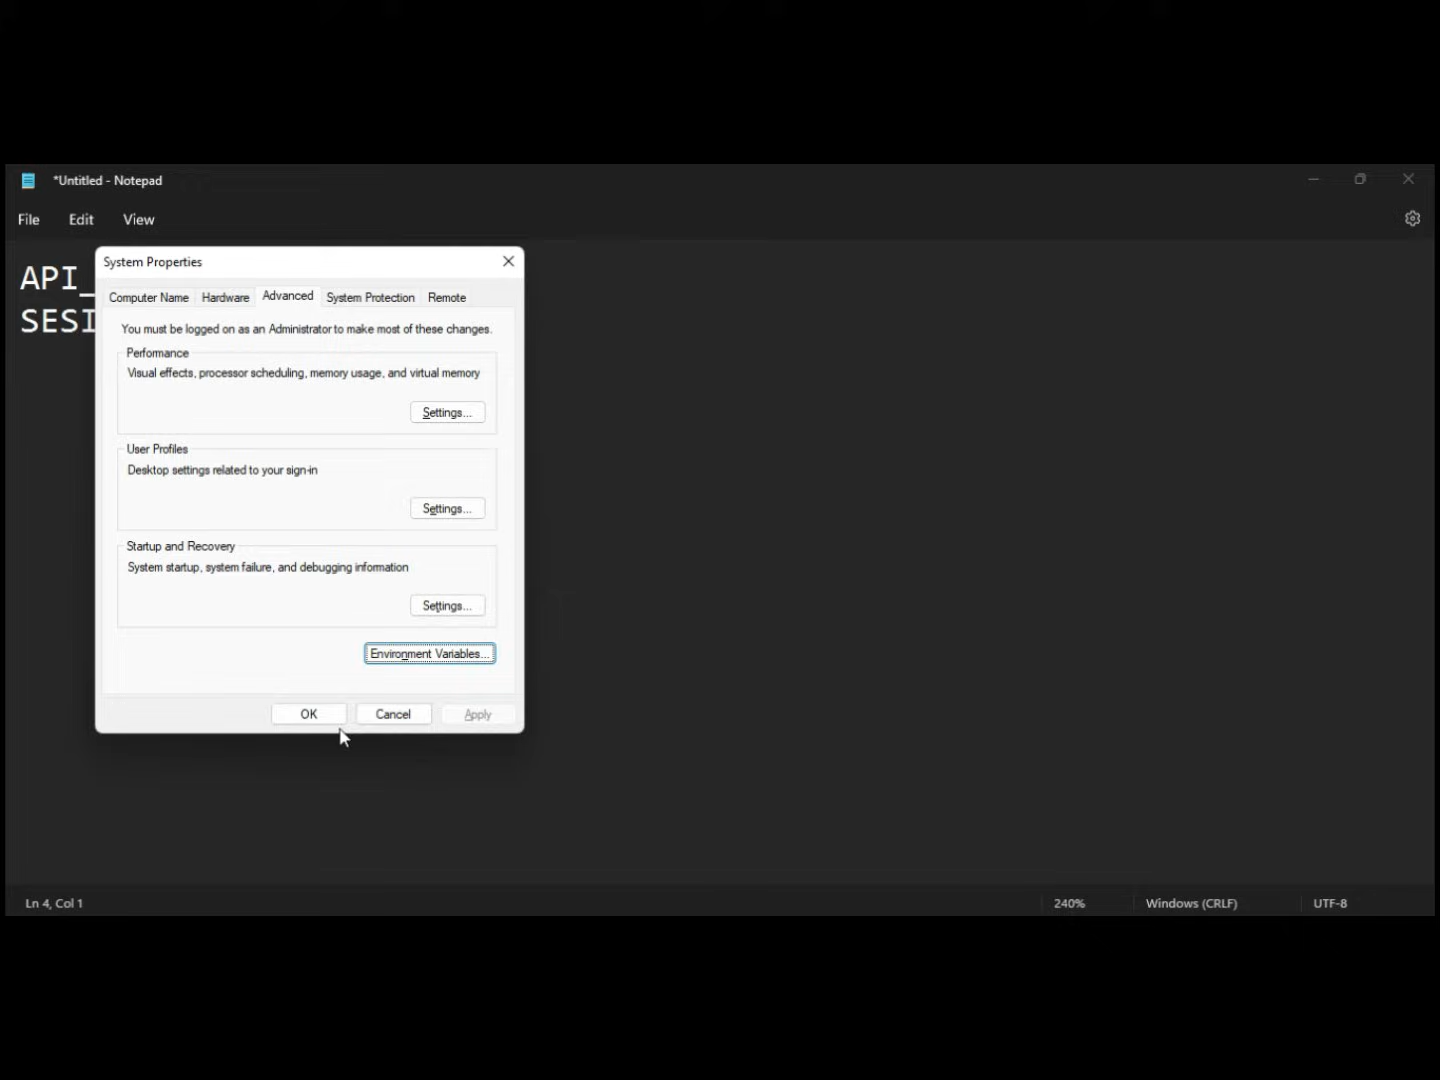 *Untitled - Notepad
File Edit View
System Properties
API_
SESI
Computer Name Hardware Advanced System Protection Remote
You must be logged on as an Administrator to make most of these changes.
Performance
Visual effects, processor scheduling, memory usage, and virtual memory
Settings...
User Profiles
Desktop settings related to your sign-in
Settings...
Startup and Recovery
System startup, system failure, and debugging information
Settings...
Environment Variables...
OK Cancel Apply
Ln 4, Col 1 240% Windows (CRLF) UTF-8